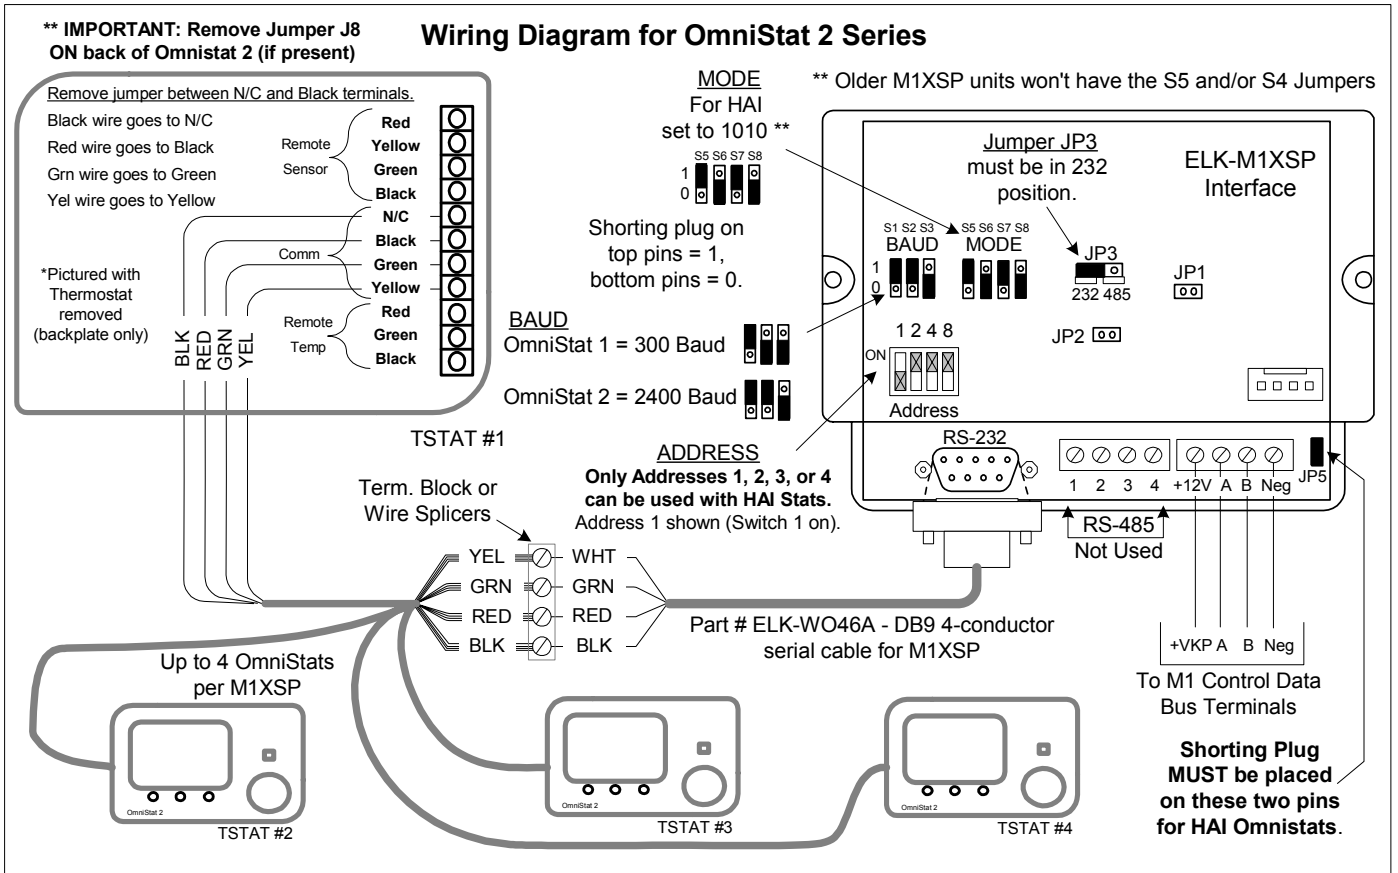 ** IMPORTANT: Remove Jumper J8
ON back of Omnistat 2 (if present)
Wiring Diagram for OmniStat 2 Series
Remove jumper between N/C and Black terminals.
Black wire goes to N/C
Red wire goes to Black
Grn wire goes to Green
Yel wire goes to Yellow
*Pictured with
Thermostat
removed
(backplate only)
Remote
Sensor
Red
Yellow
Green
Black
Comm
N/C
Black
Green
Yellow
Remote
Temp
Red
Green
Black
BLK
RED
GRN
YEL
TSTAT #1
MODE
For HAI
set to 1010 **
S5 S6 S7 S8
1
0
Shorting plug on
top pins = 1,
bottom pins = 0.
BAUD
OmniStat 1 = 300 Baud
OmniStat 2 = 2400 Baud
ADDRESS
Only Addresses 1, 2, 3, or 4
can be used with HAI Stats.
Address 1 shown (Switch 1 on).
** Older M1XSP units won't have the S5 and/or S4 Jumpers
Jumper JP3
must be in 232
position.
ELK-M1XSP
Interface
S1 S2 S3
BAUD
1
0
S5 S6 S7 S8
MODE
JP3
232 485
JP1
JP2
1 2 4 8
ON
Address
RS-232
1 2 3 4
+12V A B Neg
JP5
RS-485
Not Used
+VKP A B Neg
To M1 Control Data
Bus Terminals
Shorting Plug
MUST be placed
on these two pins
for HAI Omnistats.
Term. Block or
Wire Splicers
YEL WHT
GRN GRN
RED RED
BLK BLK
Part # ELK-WO46A - DB9 4-conductor
serial cable for M1XSP
Up to 4 OmniStats
per M1XSP
OmniStat 2
TSTAT #2
OmniStat 2
TSTAT #3
OmniStat 2
TSTAT #4